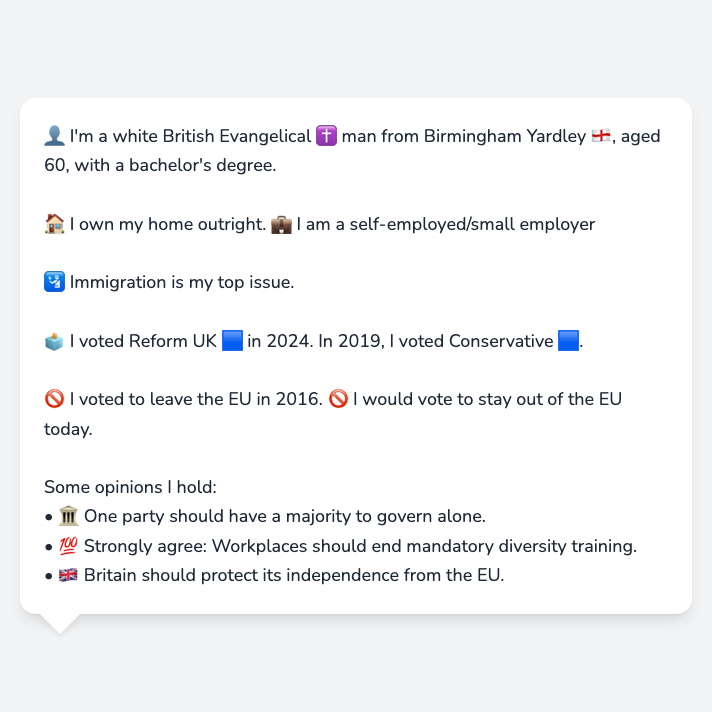 👤 I'm a white British Evangelical ✝️ man from Birmingham Yardley 🏴󠁧󠁢󠁥󠁮󠁧󠁿, aged
60, with a bachelor's degree.
🏠 I own my home outright. 💼 I am a self-employed/small employer
🛂 Immigration is my top issue.
🗳️ I voted Reform UK 🟦 in 2024. In 2019, I voted Conservative 🟦.
🚫 I voted to leave the EU in 2016. 🚫 I would vote to stay out of the EU
today.
Some opinions I hold:
• 🏛️ One party should have a majority to govern alone.
• 💯 Strongly agree: Workplaces should end mandatory diversity training.
• 🇬🇧 Britain should protect its independence from the EU.